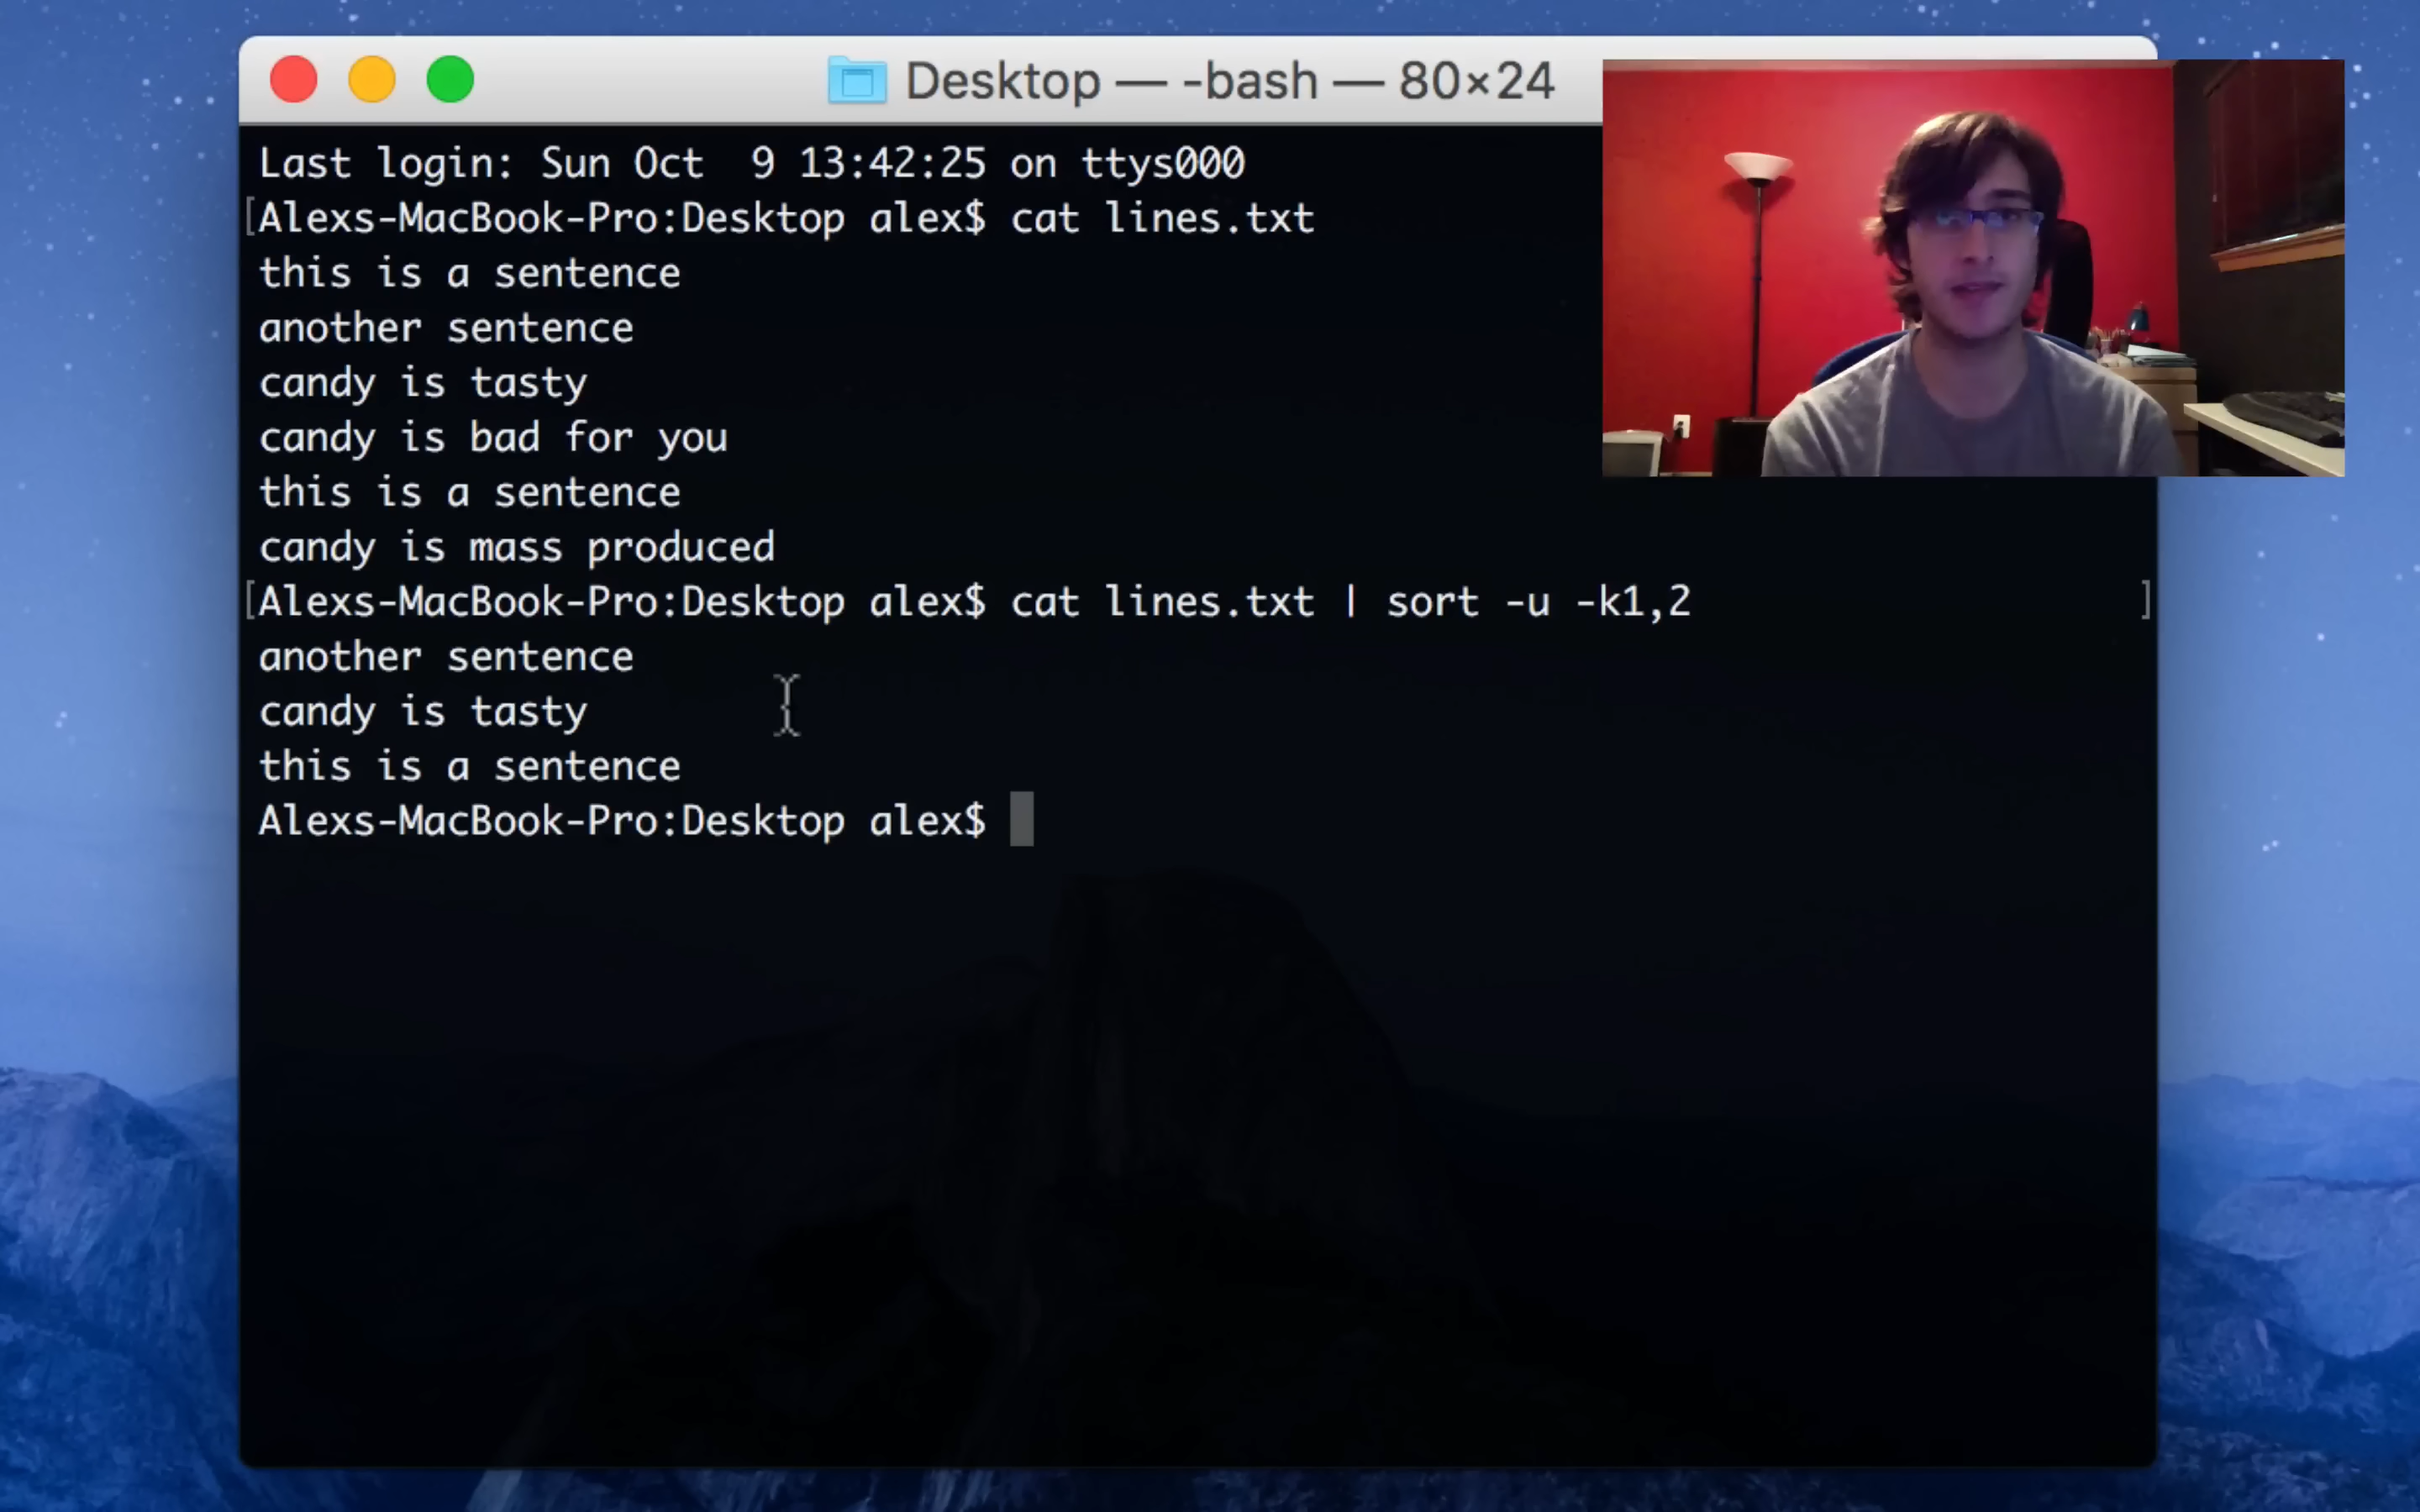 Desktop — -bash — 80×24
Last login: Sun Oct  9 13:42:25 on ttys000
[Alexs-MacBook-Pro:Desktop alex$ cat lines.txt
this is a sentence
another sentence
candy is tasty
candy is bad for you
this is a sentence
candy is mass produced
[Alexs-MacBook-Pro:Desktop alex$ cat lines.txt | sort -u -k1,2 ]
another sentence
candy is tasty
this is a sentence
Alexs-MacBook-Pro:Desktop alex$